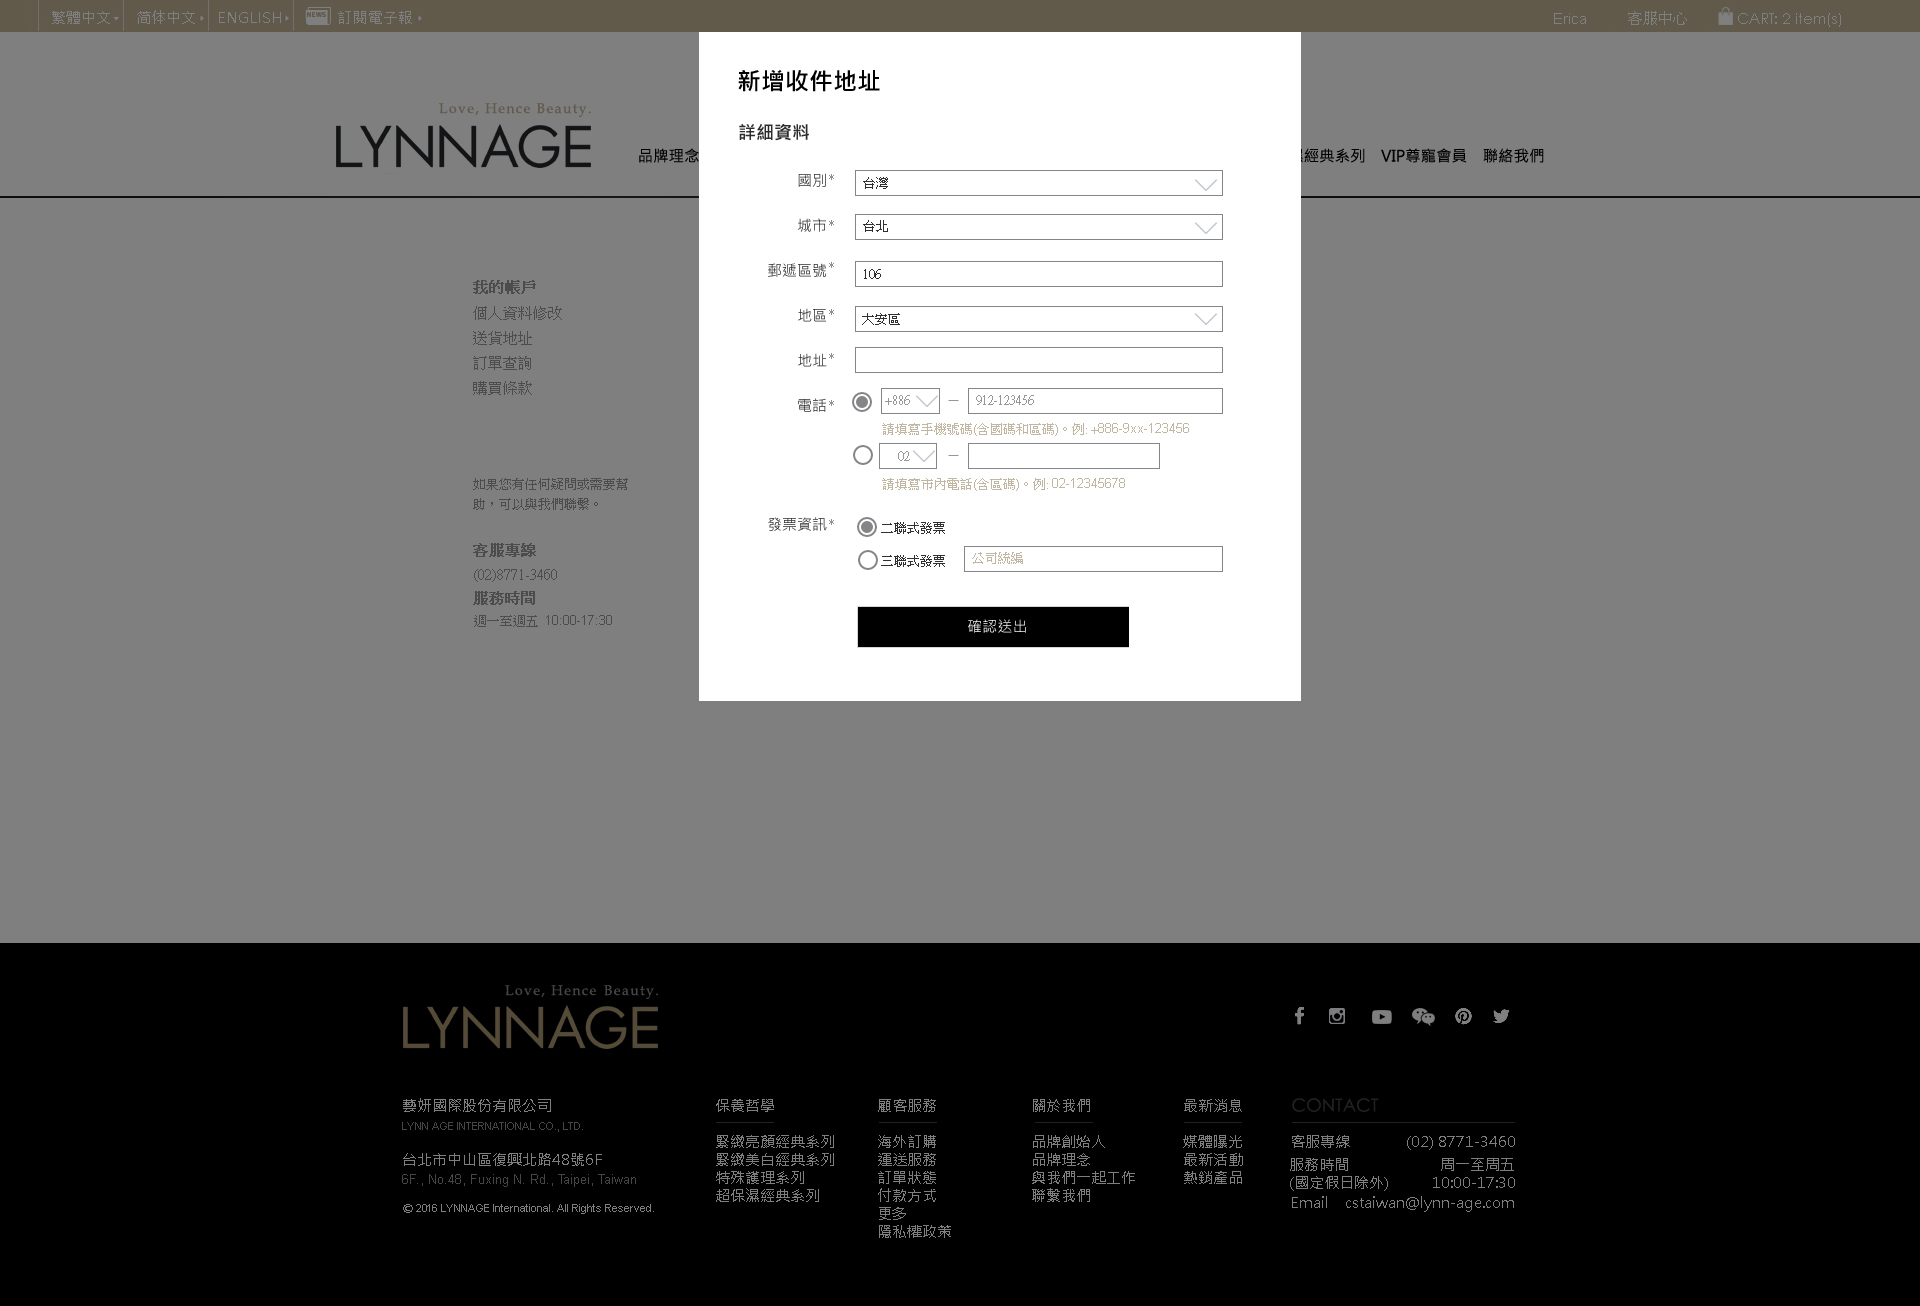 繁體中文
简体中文
ENGLISH
NEWS 訂閱電子報
Erica
客服中心
CART: 2 item(s)
Love, Hence Beauty.
LYNNAGE
品牌理念
經典系列
VIP尊寵會員
聯絡我們
新增收件地址
詳細資料
國別* 台灣
城市* 台北
郵遞區號* 106
地區* 大安區
地址*
電話* +886 — 912-123456
請填寫手機號碼(含國碼和區碼)。例: +886-9xx-123456
02 —
請填寫市內電話(含區碼)。例: 02-12345678
發票資訊* 二聯式發票
三聯式發票 公司統編
確認送出
我的帳戶
個人資料修改
送貨地址
訂單查詢
購買條款
如果您有任何疑問或需要幫
助，可以與我們聯繫。
客服專線
(02)8771-3460
服務時間
週一至週五 10:00-17:30
Love, Hence Beauty.
LYNNAGE
藝妍國際股份有限公司
LYNN AGE INTERNATIONAL CO., LTD.
台北市中山區復興北路48號6F
6F., No.48, Fuxing N. Rd., Taipei, Taiwan
© 2016 LYNNAGE International. All Rights Reserved.
保養哲學
緊緻亮顏經典系列
緊緻美白經典系列
特殊護理系列
超保濕經典系列
顧客服務
海外訂購
運送服務
訂單狀態
付款方式
更多
隱私權政策
關於我們
品牌創始人
品牌理念
與我們一起工作
聯繫我們
最新消息
媒體曝光
最新活動
熱銷產品
CONTACT
客服專線 (02) 8771-3460
服務時間 周一至周五
(國定假日除外) 10:00-17:30
Email cstaiwan@lynn-age.com